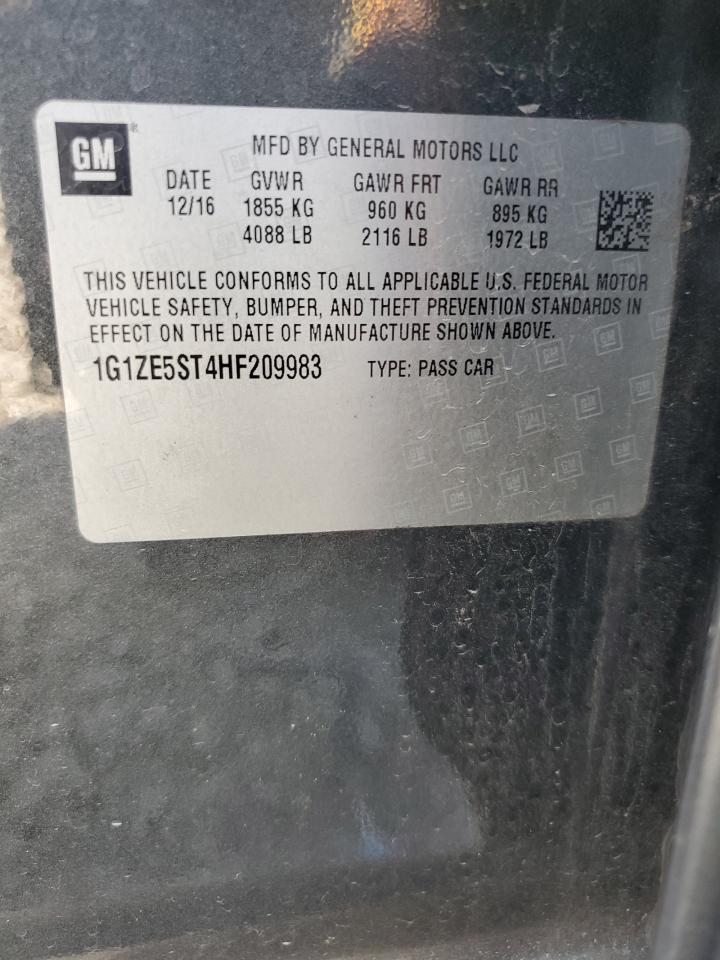 GM
MFD BY GENERAL MOTORS LLC
DATE GVWR GAWR FRT GAWR RR
12/16 1855 KG 960 KG 895 KG
4088 LB 2116 LB 1972 LB
THIS VEHICLE CONFORMS TO ALL APPLICABLE U.S. FEDERAL MOTOR
VEHICLE SAFETY, BUMPER, AND THEFT PREVENTION STANDARDS IN
EFFECT ON THE DATE OF MANUFACTURE SHOWN ABOVE.
1G1ZE5ST4HF209983 TYPE: PASS CAR